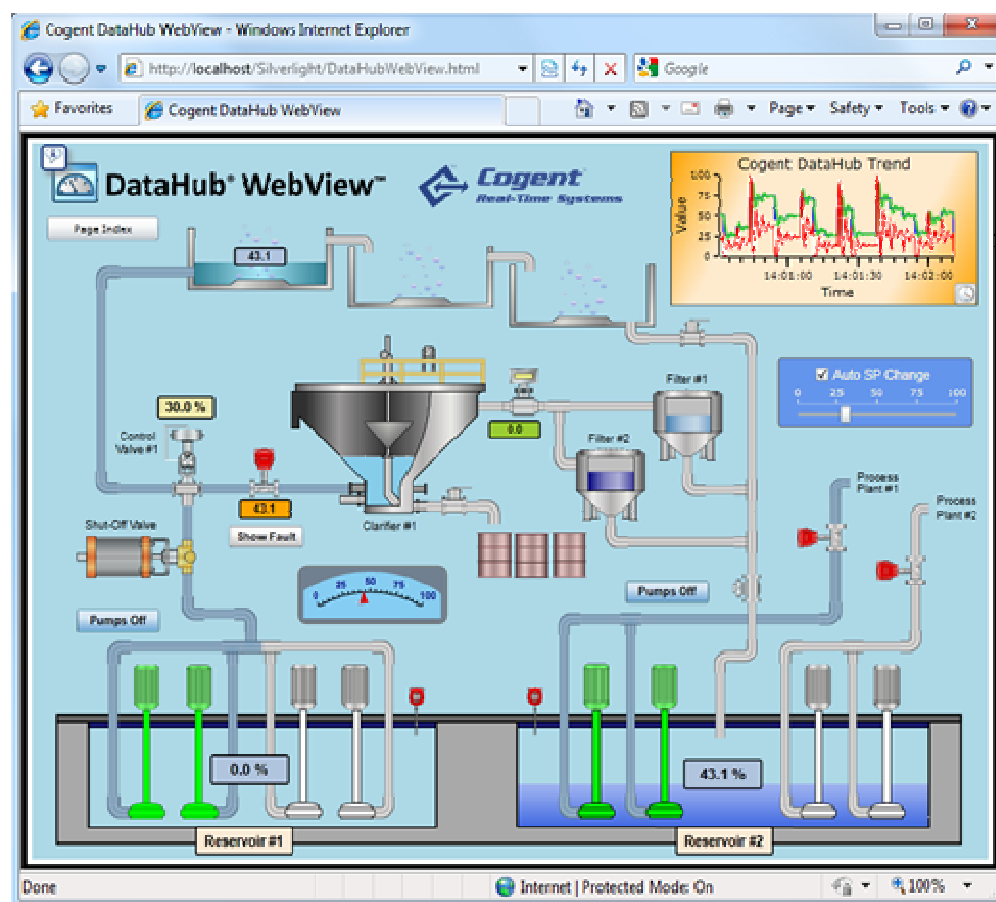 Cogent DataHub WebView - Windows Internet Explorer
http://localhost/Silverlight/DataHubWebView.html
Google
Favorites
Cogent DataHub WebView
Page
Safety
Tools
DataHub® WebView™
Cogent
Real-Time Systems
Page Index
Cogent DataHub Trend
Value
1.00
75
50
25
0
14:01:00 14:01:30 14:02:00
Time
43.1
Auto SP Change
0 25 50 75 100
30.0 %
Control
Valve #1
43.1
Show Fault
Shut-Off Valve
Pumps Off
Clarifier #1
0.0
Filter #1
Filter #2
0 25 50 75 100
Pumps Off
Process
Plant #1
Process
Plant #2
0.0 %
43.1 %
Reservoir #1
Reservoir #2
Done
Internet | Protected Mode: On
100%